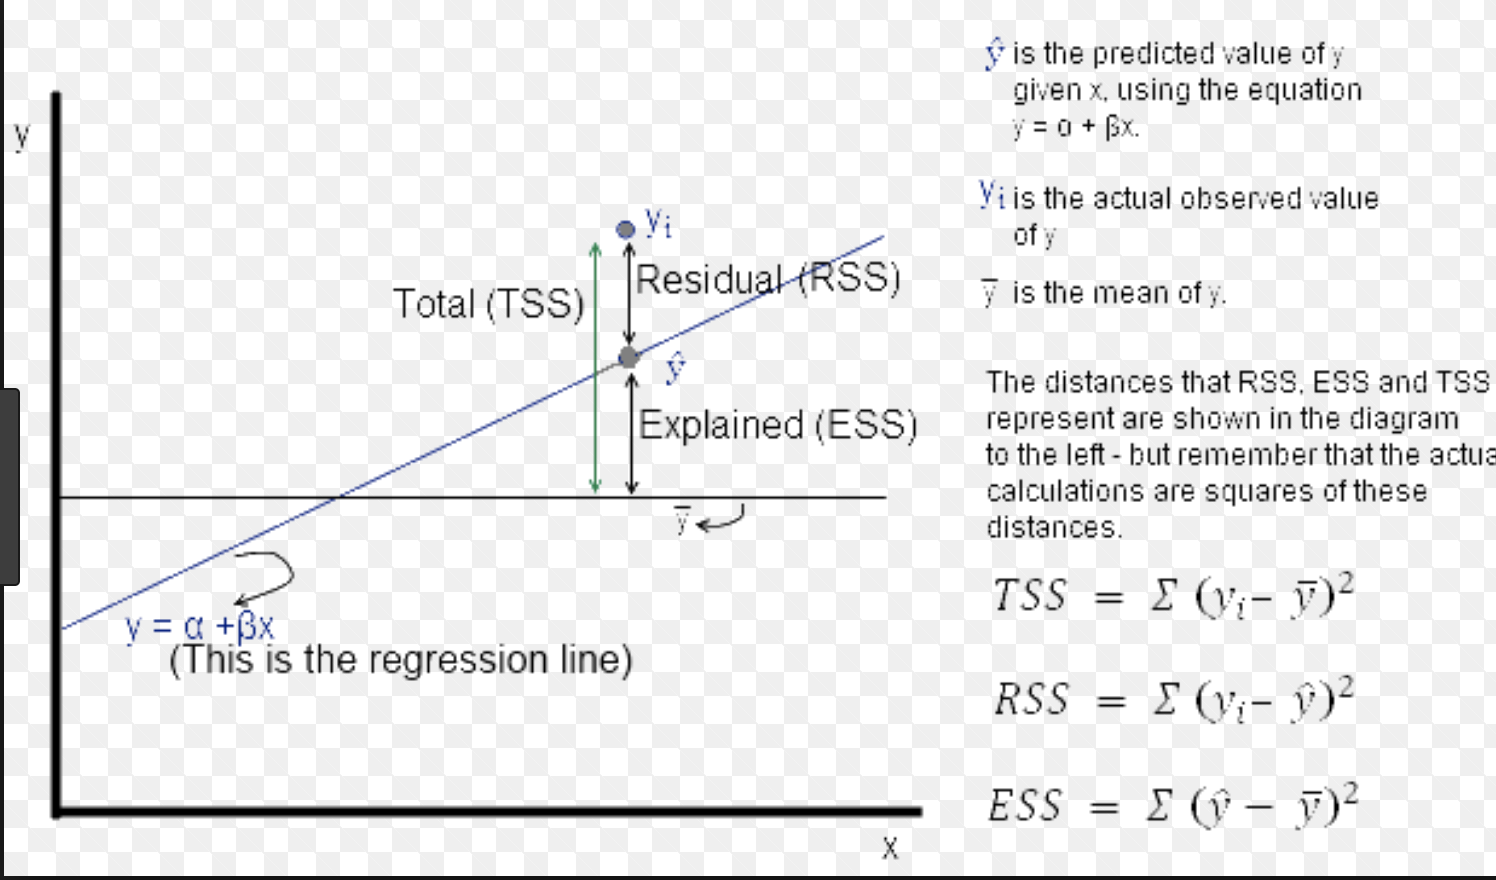 y
yi
Residual (RSS)
Total (TSS)
ŷ
Explained (ESS)
y̅
y = α +βx
(This is the regression line)
x
ŷ is the predicted value of y
given x, using the equation
y = α + βx.
yi is the actual observed value
of y
y̅ is the mean of y.
The distances that RSS, ESS and TSS
represent are shown in the diagram
to the left - but remember that the actua
calculations are squares of these
distances.
TSS = Σ (yi – y̅)²
RSS = Σ (yi – ŷ)²
ESS = Σ (ŷ – y̅)²